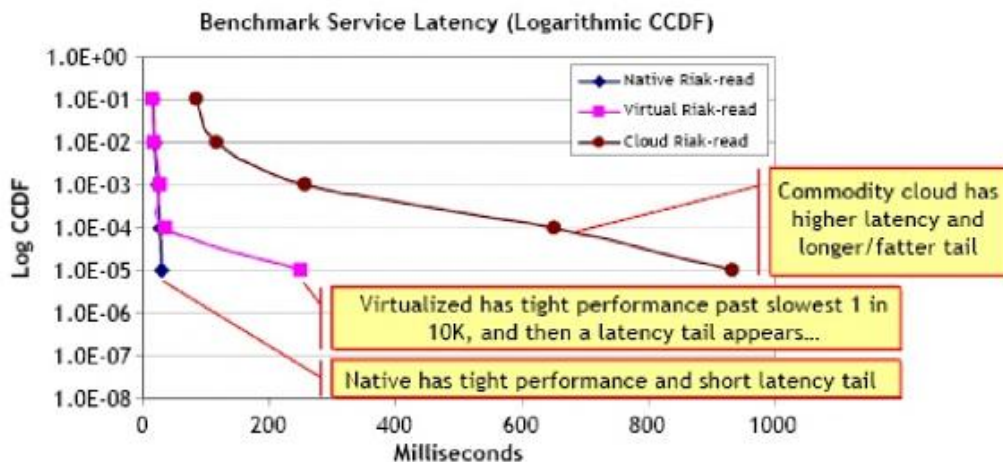 Benchmark Service Latency (Logarithmic CCDF)
1.0E+00
1.0E-01
1.0E-02
1.0E-03
1.0E-04
1.0E-05
1.0E-06
1.0E-07
1.0E-08
Log CCDF
Native Riak-read
Virtual Riak-read
Cloud Riak-read
Commodity cloud has
higher latency and
longer/fatter tail
Virtualized has tight performance past slowest 1 in
10K, and then a latency tail appears…
Native has tight performance and short latency tail
0 200 400 600 800 1000
Milliseconds